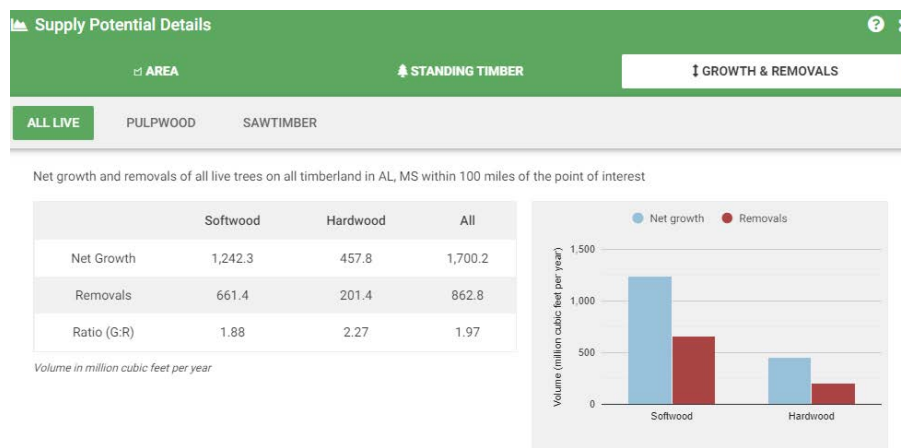 Supply Potential Details
?
AREA
STANDING TIMBER
GROWTH & REMOVALS
ALL LIVE PULPWOOD SAWTIMBER
Net growth and removals of all live trees on all timberland in AL, MS within 100 miles of the point of interest
Softwood Hardwood All
Net Growth 1,242.3 457.8 1,700.2
Removals 661.4 201.4 862.8
Ratio (G:R) 1.88 2.27 1.97
Volume in million cubic feet per year
Net growth Removals
Volume (million cubic feet per year)
1,500
1,000
500
0
Softwood Hardwood